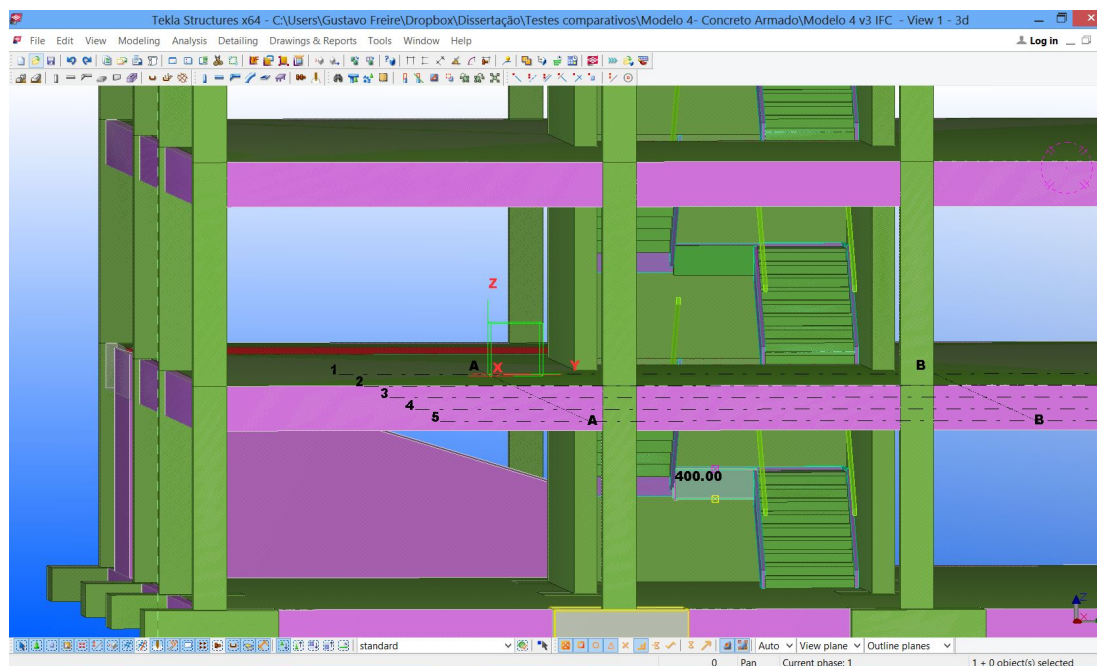 Tekla Structures x64 - C:\Users\Gustavo Freire\Dropbox\Dissertação\Testes comparativos\Modelo 4- Concreto Armado\Modelo 4 v3 IFC - View 1 - 3d
File Edit View Modeling Analysis Detailing Drawings & Reports Tools Window Help Log in
Z
1 A X Y B
2
3
4
5 A B
400.00
Z
X
standard Auto View plane Outline planes
0 Pan Current phase: 1 1 + 0 object(s) selected